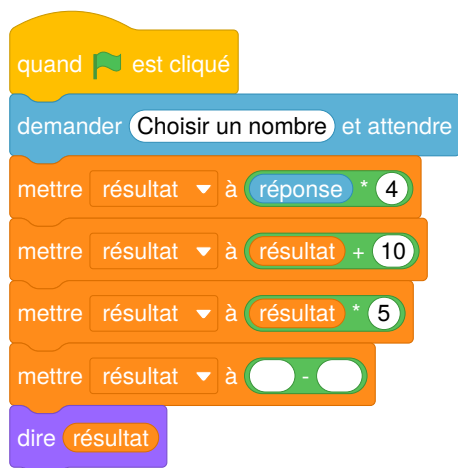 quand est cliqué
demander Choisir un nombre et attendre
mettre résultat à réponse * 4
mettre résultat à résultat + 10
mettre résultat à résultat * 5
mettre résultat à -
dire résultat